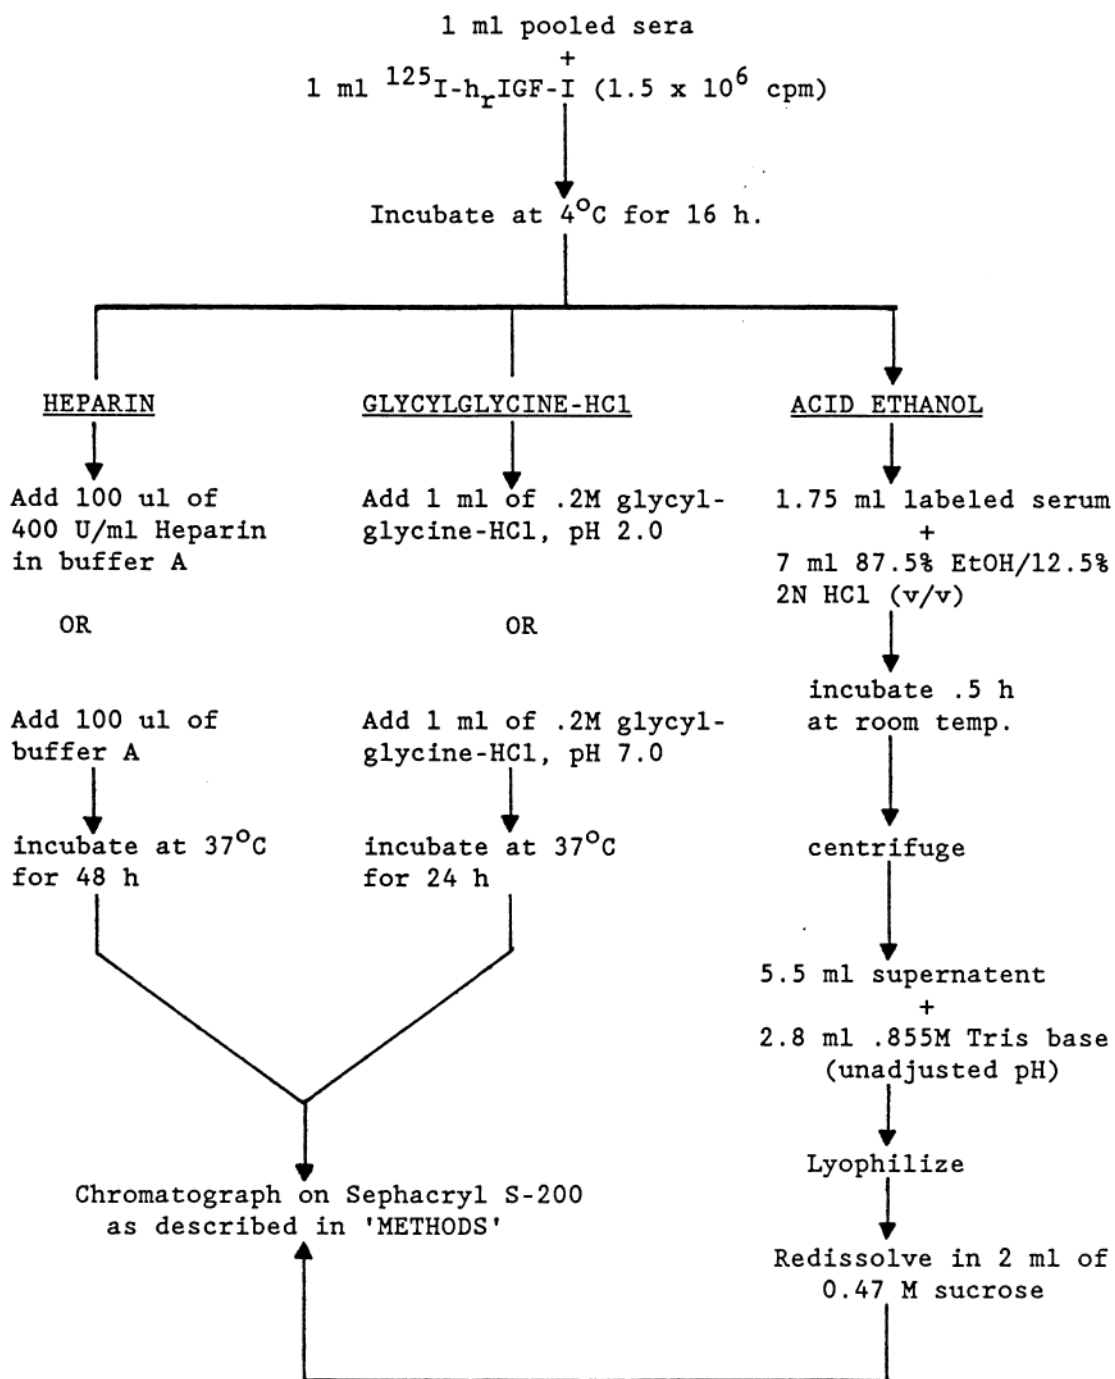 1 ml pooled sera
+
1 ml ¹²⁵I-hᵣIGF-I (1.5 x 10⁶ cpm)
Incubate at 4°C for 16 h.
HEPARIN
Add 100 ul of
400 U/ml Heparin
in buffer A
OR
Add 100 ul of
buffer A
incubate at 37°C
for 48 h
GLYCYLGLYCINE-HCl
Add 1 ml of .2M glycyl-
glycine-HCl, pH 2.0
OR
Add 1 ml of .2M glycyl-
glycine-HCl, pH 7.0
incubate at 37°C
for 24 h
ACID ETHANOL
1.75 ml labeled serum
+
7 ml 87.5% EtOH/12.5%
2N HCl (v/v)
incubate .5 h
at room temp.
centrifuge
5.5 ml supernatent
+
2.8 ml .855M Tris base
(unadjusted pH)
Lyophilize
Redissolve in 2 ml of
0.47 M sucrose
Chromatograph on Sephacryl S-200
as described in 'METHODS'